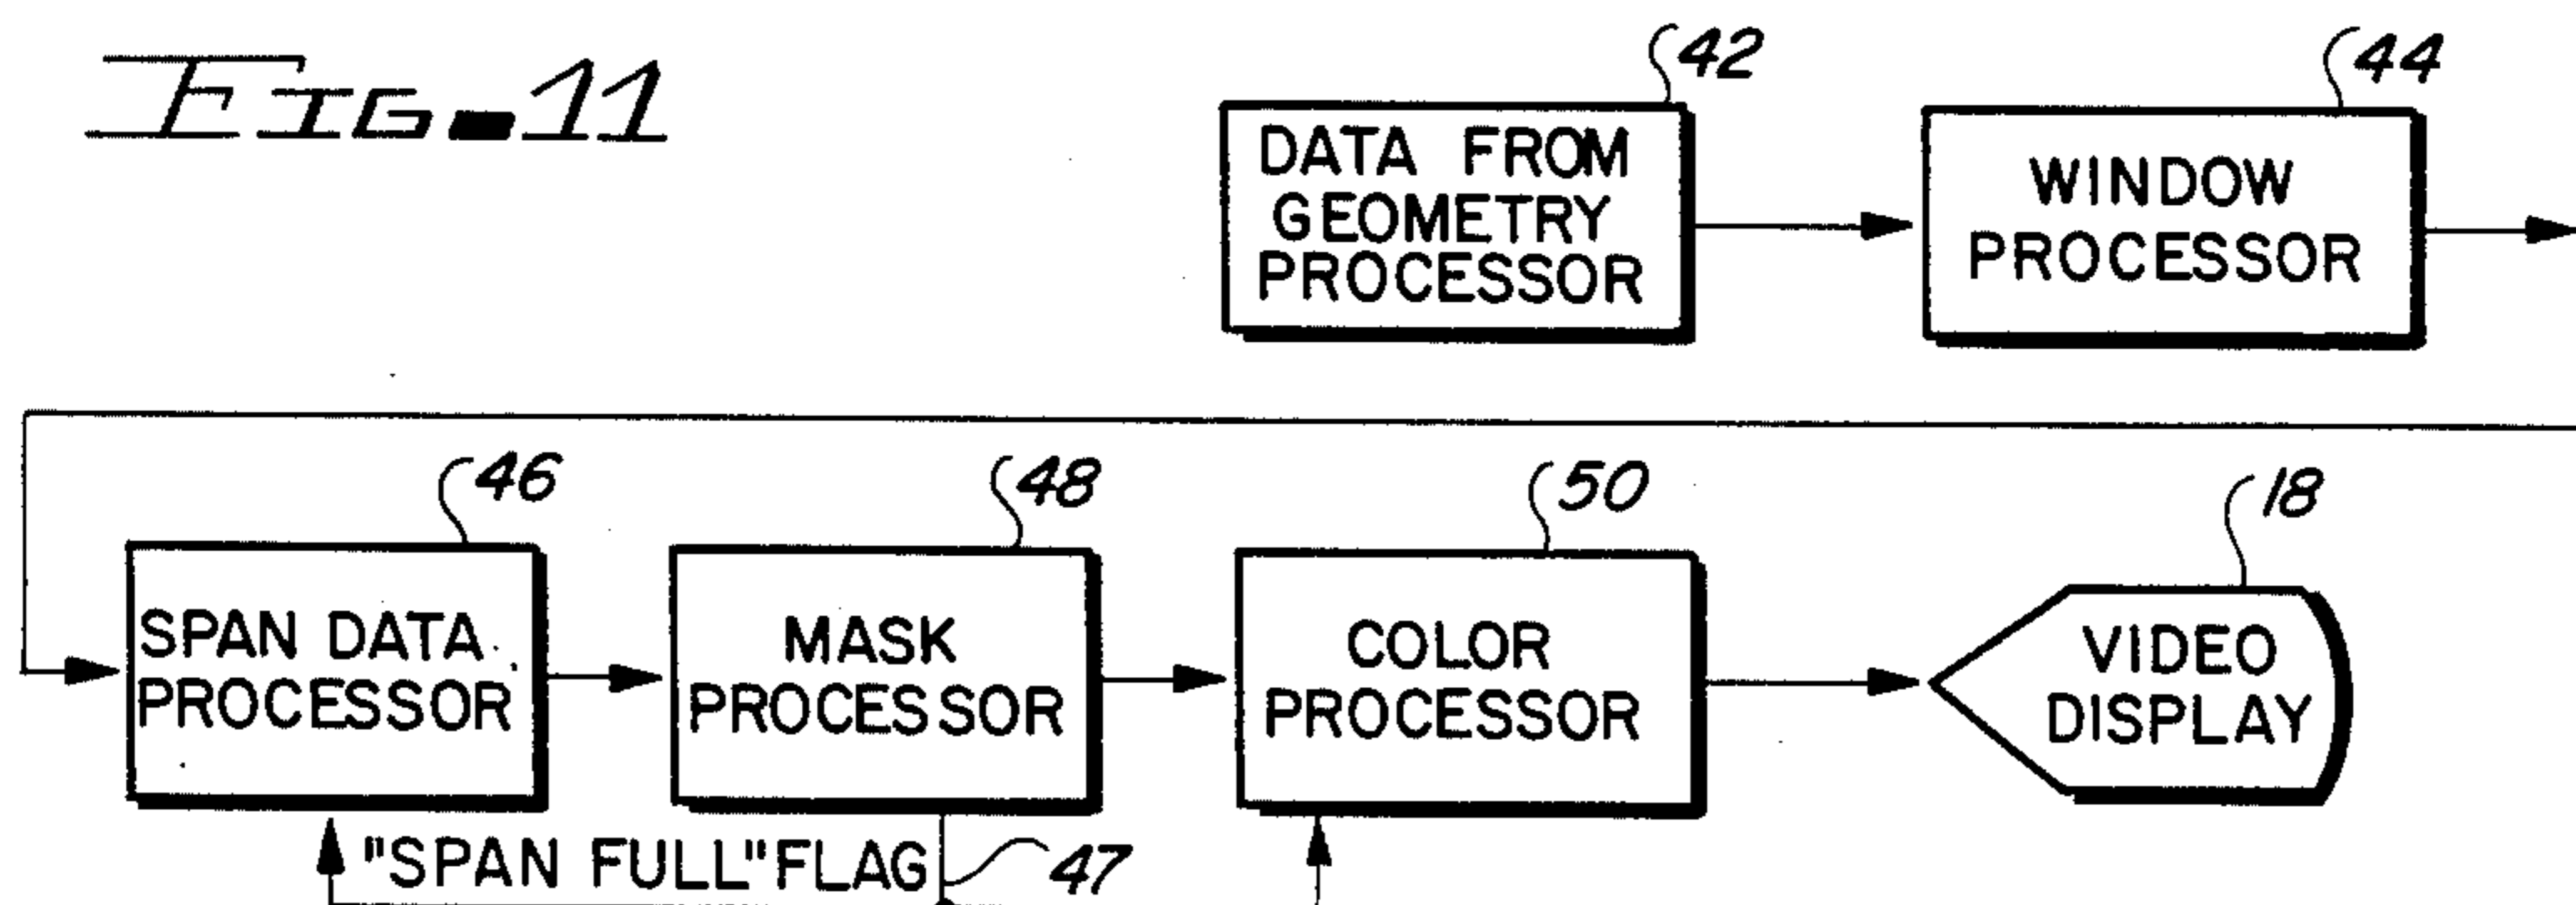 FIG-11
42
DATA FROM
GEOMETRY
PROCESSOR
44
WINDOW
PROCESSOR
46
SPAN DATA
PROCESSOR
48
MASK
PROCESSOR
50
COLOR
PROCESSOR
18
VIDEO
DISPLAY
"SPAN FULL" FLAG
47